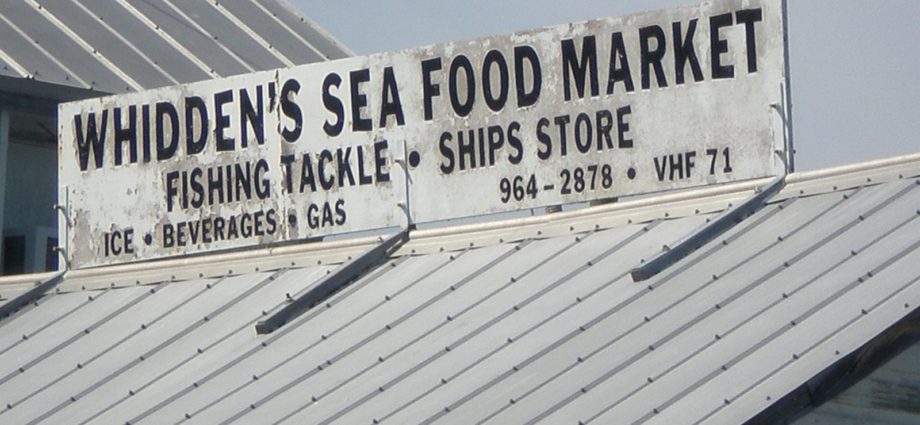 WHIDDEN'S SEA FOOD MARKET
FISHING TACKLE • SHIPS STORE
ICE • BEVERAGES • GAS 964-2878 • VHF 71